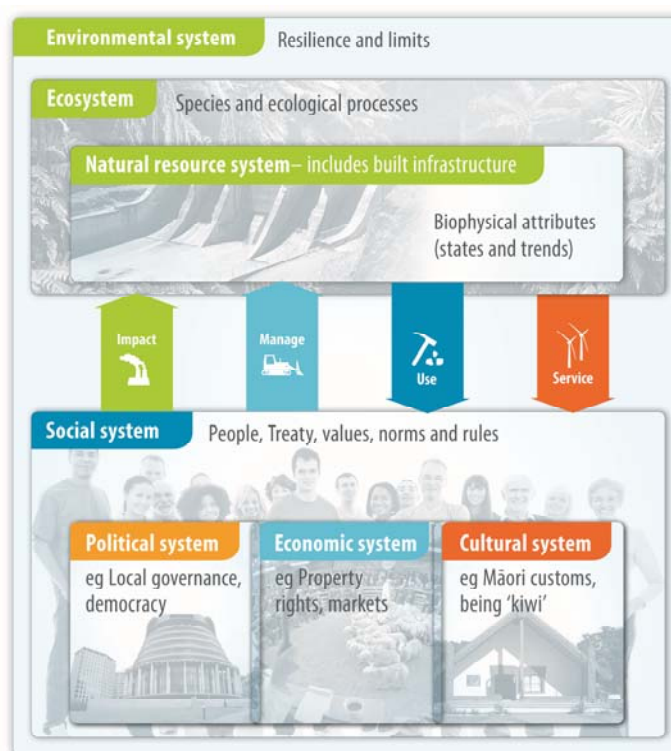 Environmental system Resilience and limits
Ecosystem Species and ecological processes
Natural resource system– includes built infrastructure
Biophysical attributes
(states and trends)
Impact
Manage
Use
Service
Social system People, Treaty, values, norms and rules
Political system
eg Local governance,
democracy
Economic system
eg Property
rights, markets
Cultural system
eg Māori customs,
being ‘kiwi’